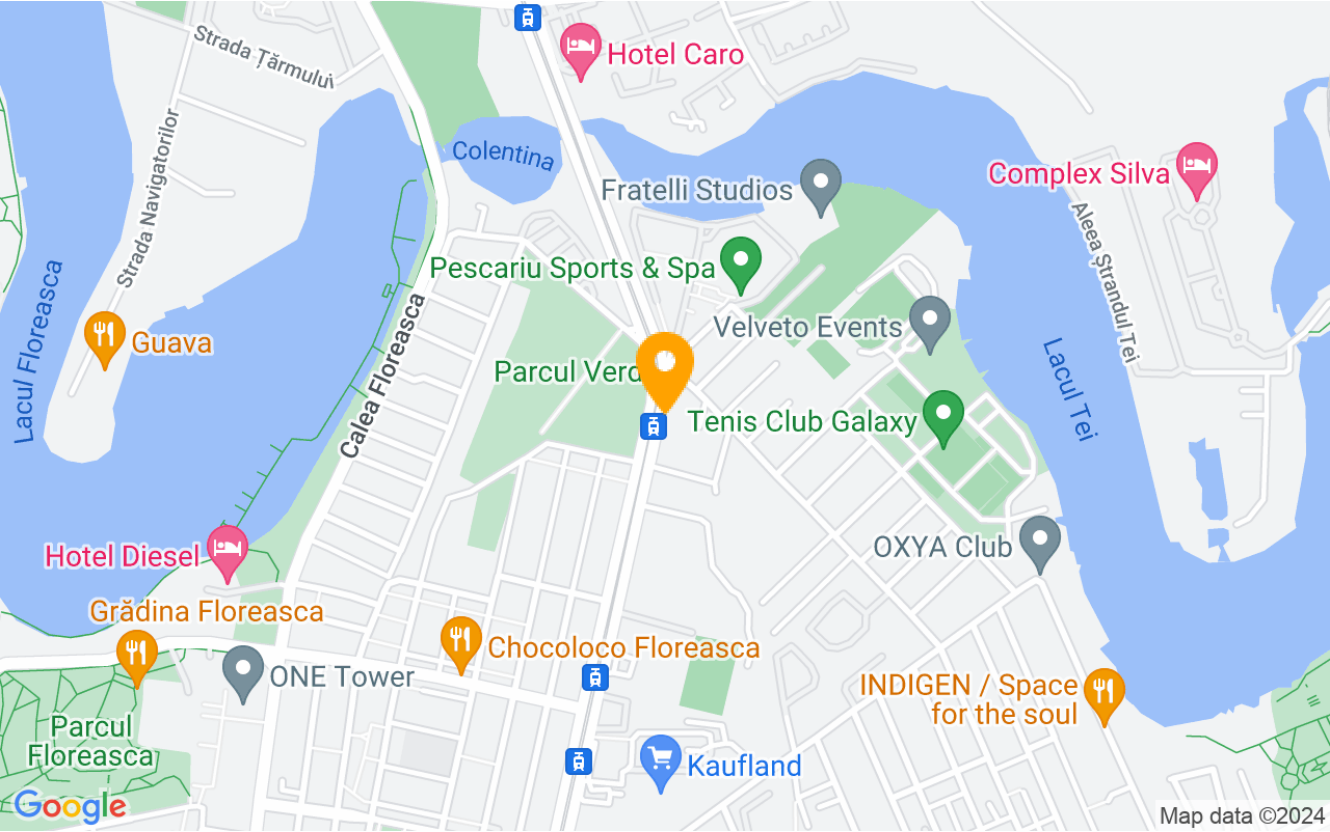 Strada Țărmului
Hotel Caro
Strada Navigatorilor
Colentina
Fratelli Studios
Complex Silva
Aleea Ștrandul Tei
Lacul Floreasca
Pescariu Sports & Spa
Velveto Events
Guava
Calea Floreasca
Parcul Verd
Lacul Tei
Tenis Club Galaxy
Hotel Diesel
OXYA Club
Grădina Floreasca
Chocoloco Floreasca
ONE Tower
INDIGEN / Space
for the soul
Parcul
Floreasca
Kaufland
Google
Map data ©2024